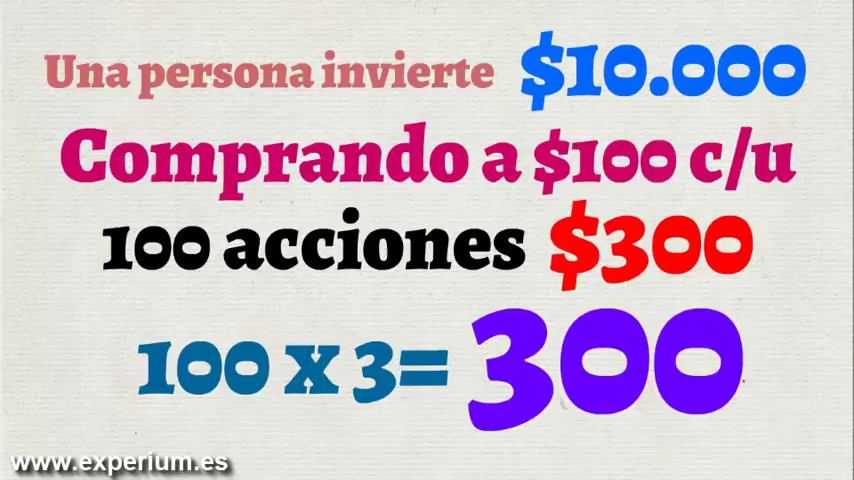 Una persona invierte $10.000
Comprando a $100 c/u
100 acciones $300
100 x 3= 300
www.experium.es